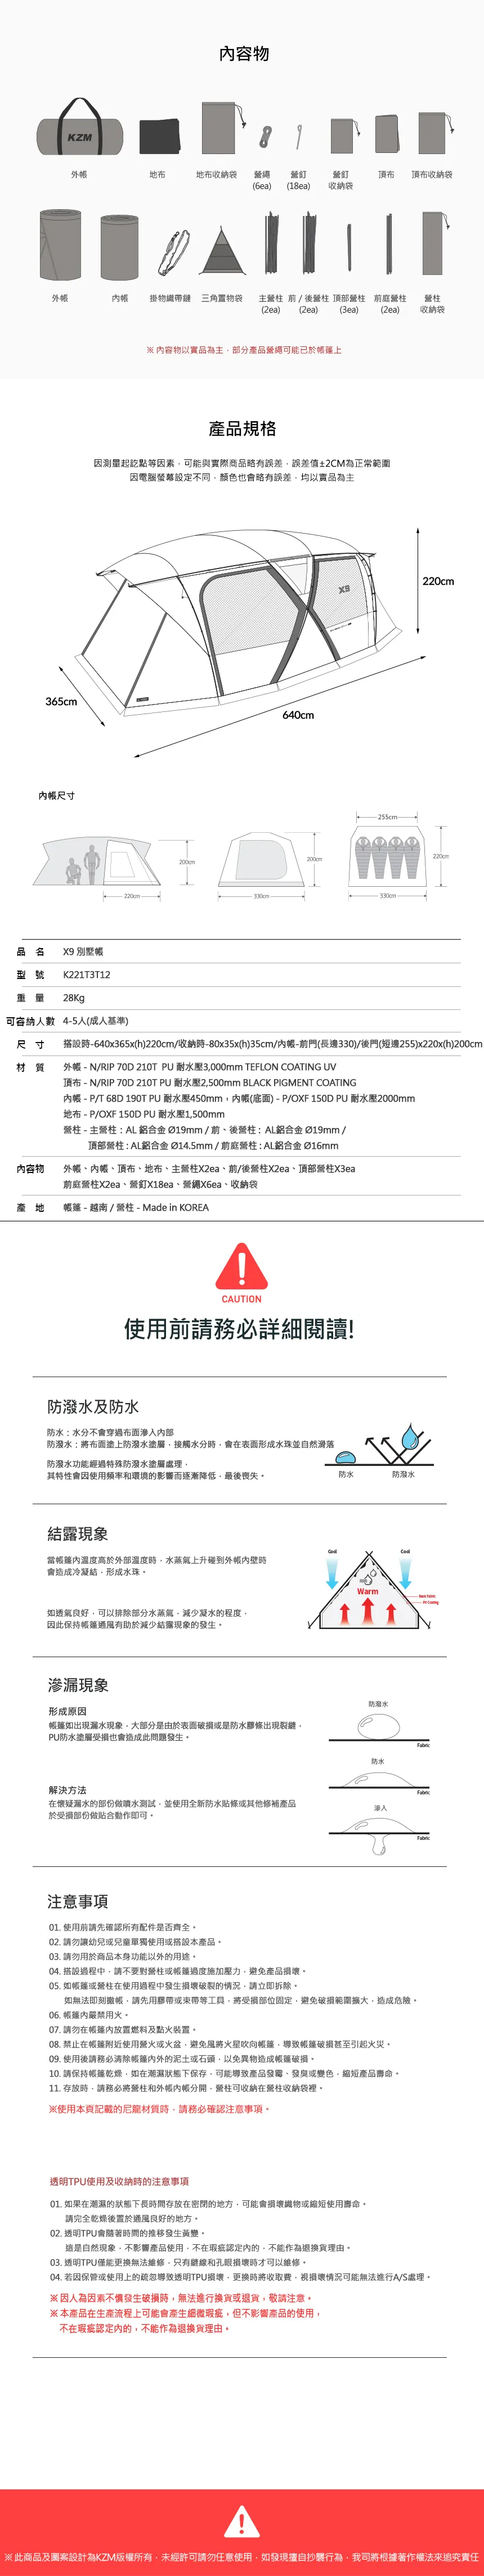 內容物
KZM
外帳
地布
地布收納袋
營繩
(6ea)
營釘
(18ea)
營釘
收納袋
頂布
頂布收納袋
外帳
內帳
掛物織帶鏈
三角置物袋
主營柱
(2ea)
前 / 後營柱
(2ea)
頂部營柱
(3ea)
前庭營柱
(2ea)
營柱
收納袋
※ 內容物以實品為主，部分產品營繩可能已於帳篷上
產品規格
因測量起訖點等因素，可能與實際商品略有誤差，誤差值±2CM為正常範圍
因電腦螢幕設定不同，顏色也會略有誤差，均以實品為主
X9
220cm
365cm
640cm
內帳尺寸
200cm
220cm
200cm
330cm
255cm
220cm
330cm
品 名 X9 別墅帳
型 號 K221T3T12
重 量 28Kg
可容納人數 4-5人(成人基準)
尺 寸 搭設時-640x365x(h)220cm/收納時-80x35x(h)35cm/內帳-前門(長邊330)/後門(短邊255)x220x(h)200cm
材 質 外帳 - N/RIP 70D 210T PU 耐水壓3,000mm TEFLON COATING UV
頂布 - N/RIP 70D 210T PU 耐水壓2,500mm BLACK PIGMENT COATING
內帳 - P/T 68D 190T PU 耐水壓450mm，內帳(底面) - P/OXF 150D PU 耐水壓2000mm
地布 - P/OXF 150D PU 耐水壓1,500mm
營柱 - 主營柱：AL 鋁合金 Ø19mm / 前、後營柱：AL鋁合金 Ø19mm /
頂部營柱 : AL鋁合金 Ø14.5mm / 前庭營柱 : AL鋁合金 Ø16mm
內容物 外帳、內帳、頂布、地布、主營柱X2ea、前/後營柱X2ea、頂部營柱X3ea
前庭營柱X2ea、營釘X18ea、營繩X6ea、收納袋
產 地 帳篷 - 越南 / 營柱 - Made in KOREA
CAUTION
使用前請務必詳細閱讀!
防潑水及防水
防水：水分不會穿過布面滲入內部
防潑水：將布面塗上防潑水塗層，接觸水分時，會在表面形成水珠並自然滑落
防潑水功能經過特殊防潑水塗層處理，
其特性會因使用頻率和環境的影響而逐漸降低，最後喪失。
防水
防潑水
結露現象
當帳篷內溫度高於外部溫度時，水蒸氣上升碰到外帳內壁時
會造成冷凝結，形成水珠。
如透氣良好，可以排除部分水蒸氣，減少凝水的程度，
因此保持帳篷通風有助於減少結露現象的發生。
Cool
Cool
Warm
PU Coating
滲漏現象
形成原因
帳篷如出現漏水現象，大部分是由於表面破損或是防水膠條出現裂縫，
PU防水塗層受損也會造成此問題發生。
解決方法
在懷疑漏水的部份做噴水測試，並使用全新防水貼條或其他修補產品
於受損部份做貼合動作即可。
防潑水
Fabric
防水
Fabric
滲入
Fabric
注意事項
01. 使用前請先確認所有配件是否齊全。
02. 請勿讓幼兒或兒童單獨使用或搭設本產品。
03. 請勿用於商品本身功能以外的用途。
04. 搭設過程中，請不要對營柱或帳篷過度施加壓力，避免產品損壞。
05. 如帳篷或營柱在使用過程中發生損壞破裂的情況，請立即拆除。
如無法即刻撤帳，請先用膠帶或束帶等工具，將受損部位固定，避免破損範圍擴大，造成危險。
06. 帳篷內嚴禁用火。
07. 請勿在帳篷內放置燃料及點火裝置。
08. 禁止在帳篷附近使用營火或火盆，避免風將火星吹向帳篷，導致帳篷破損甚至引起火災。
09. 使用後請務必清除帳篷內外的泥土或石頭，以免異物造成帳篷破損。
10. 請保持帳篷乾燥，如在潮濕狀態下保存，可能導致產品發霉、發臭或變色，縮短產品壽命。
11. 存放時，請務必將營柱和外帳內帳分開，營柱可收納在營柱收納袋裡。
※使用本頁記載的尼龍材質時，請務必確認注意事項。
透明TPU使用及收納時的注意事項
01. 如果在潮濕的狀態下長時間存放在密閉的地方，可能會損壞織物或縮短使用壽命。
請完全乾燥後置於通風良好的地方。
02. 透明TPU會隨著時間的推移發生黃變。
這是自然現象，不影響產品使用，不在瑕疵認定內的，不能作為退換貨理由。
03. 透明TPU僅能更換無法維修，只有縫線和孔眼損壞時才可以維修。
04. 若因保管或使用上的疏忽導致透明TPU損壞，更換時將收取費，視損壞情況可能無法進行A/S處理。
※ 因人為因素不慎發生破損時，無法進行換貨或退貨，敬請注意。
※ 本產品在生產流程上可能會產生細微瑕疵，但不影響產品的使用，
不在瑕疵認定內的，不能作為退換貨理由。
※ 此商品及圖案設計為KZM版權所有，未經許可請勿任意使用，如發現擅自抄襲行為，我司將根據著作權法來追究責任